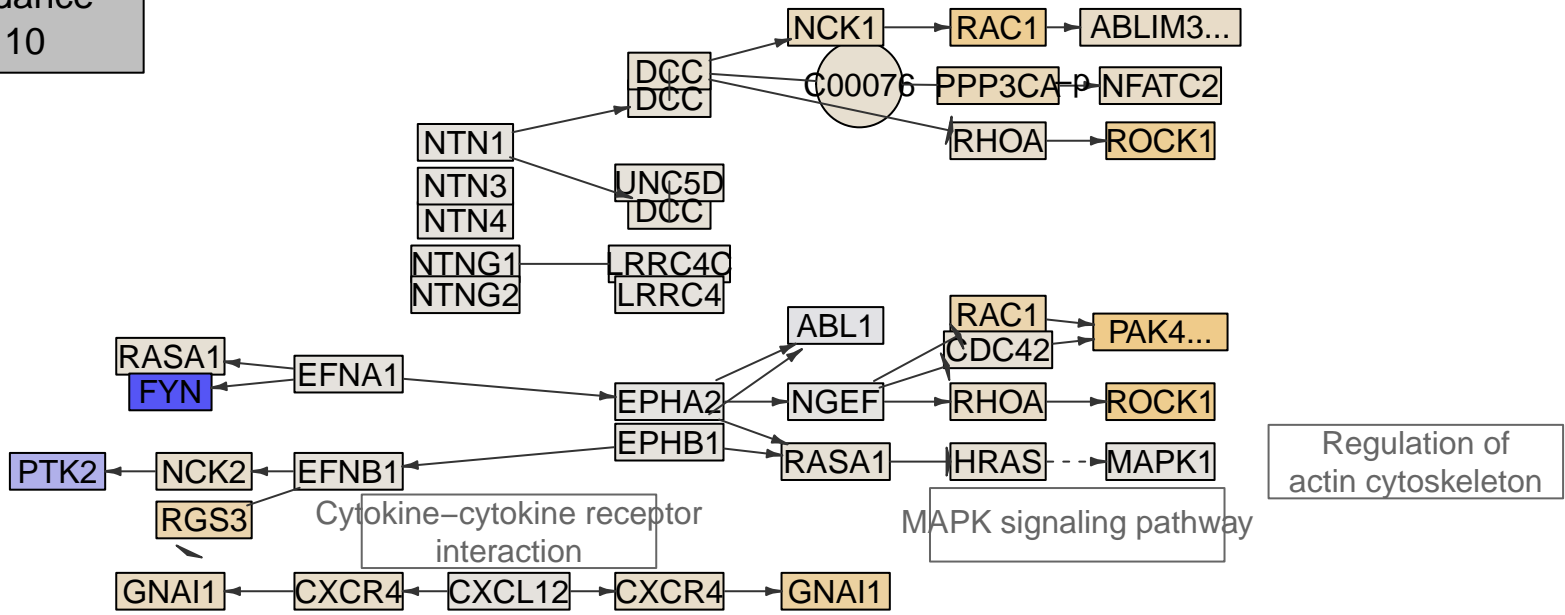 10
NCK1
RAC1
ABLIM3...
DCC
DCC
C00076
PPP3CA
+p
NFATC2
NTN1
RHOA
ROCK1
NTN3
NTN4
UNC5D
DCC
NTNG1
NTNG2
LRRC4C
LRRC4
RASA1
FYN
EFNA1
ABL1
RAC1
CDC42
PAK4...
EPHA2
EPHB1
NGEF
RHOA
ROCK1
PTK2
NCK2
EFNB1
RASA1
HRAS
MAPK1
Regulation of
actin cytoskeleton
RGS3
Cytokine–cytokine receptor
interaction
MAPK signaling pathway
GNAI1
CXCR4
CXCL12
CXCR4
GNAI1